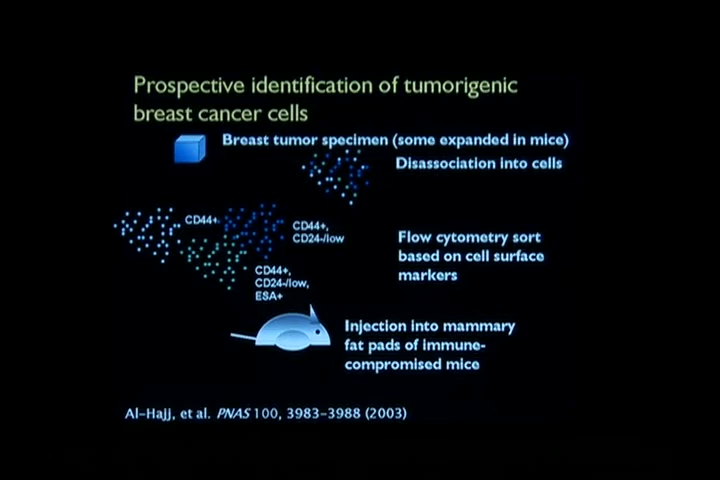 Prospective identification of tumorigenic
breast cancer cells
Breast tumor specimen (some expanded in mice)
Disassociation into cells
CD44+
CD44+,
CD24-/low
CD44+,
CD24-/low,
ESA+
Flow cytometry sort
based on cell surface
markers
Injection into mammary
fat pads of immune-
compromised mice
Al-Hajj, et al. PNAS 100, 3983-3988 (2003)